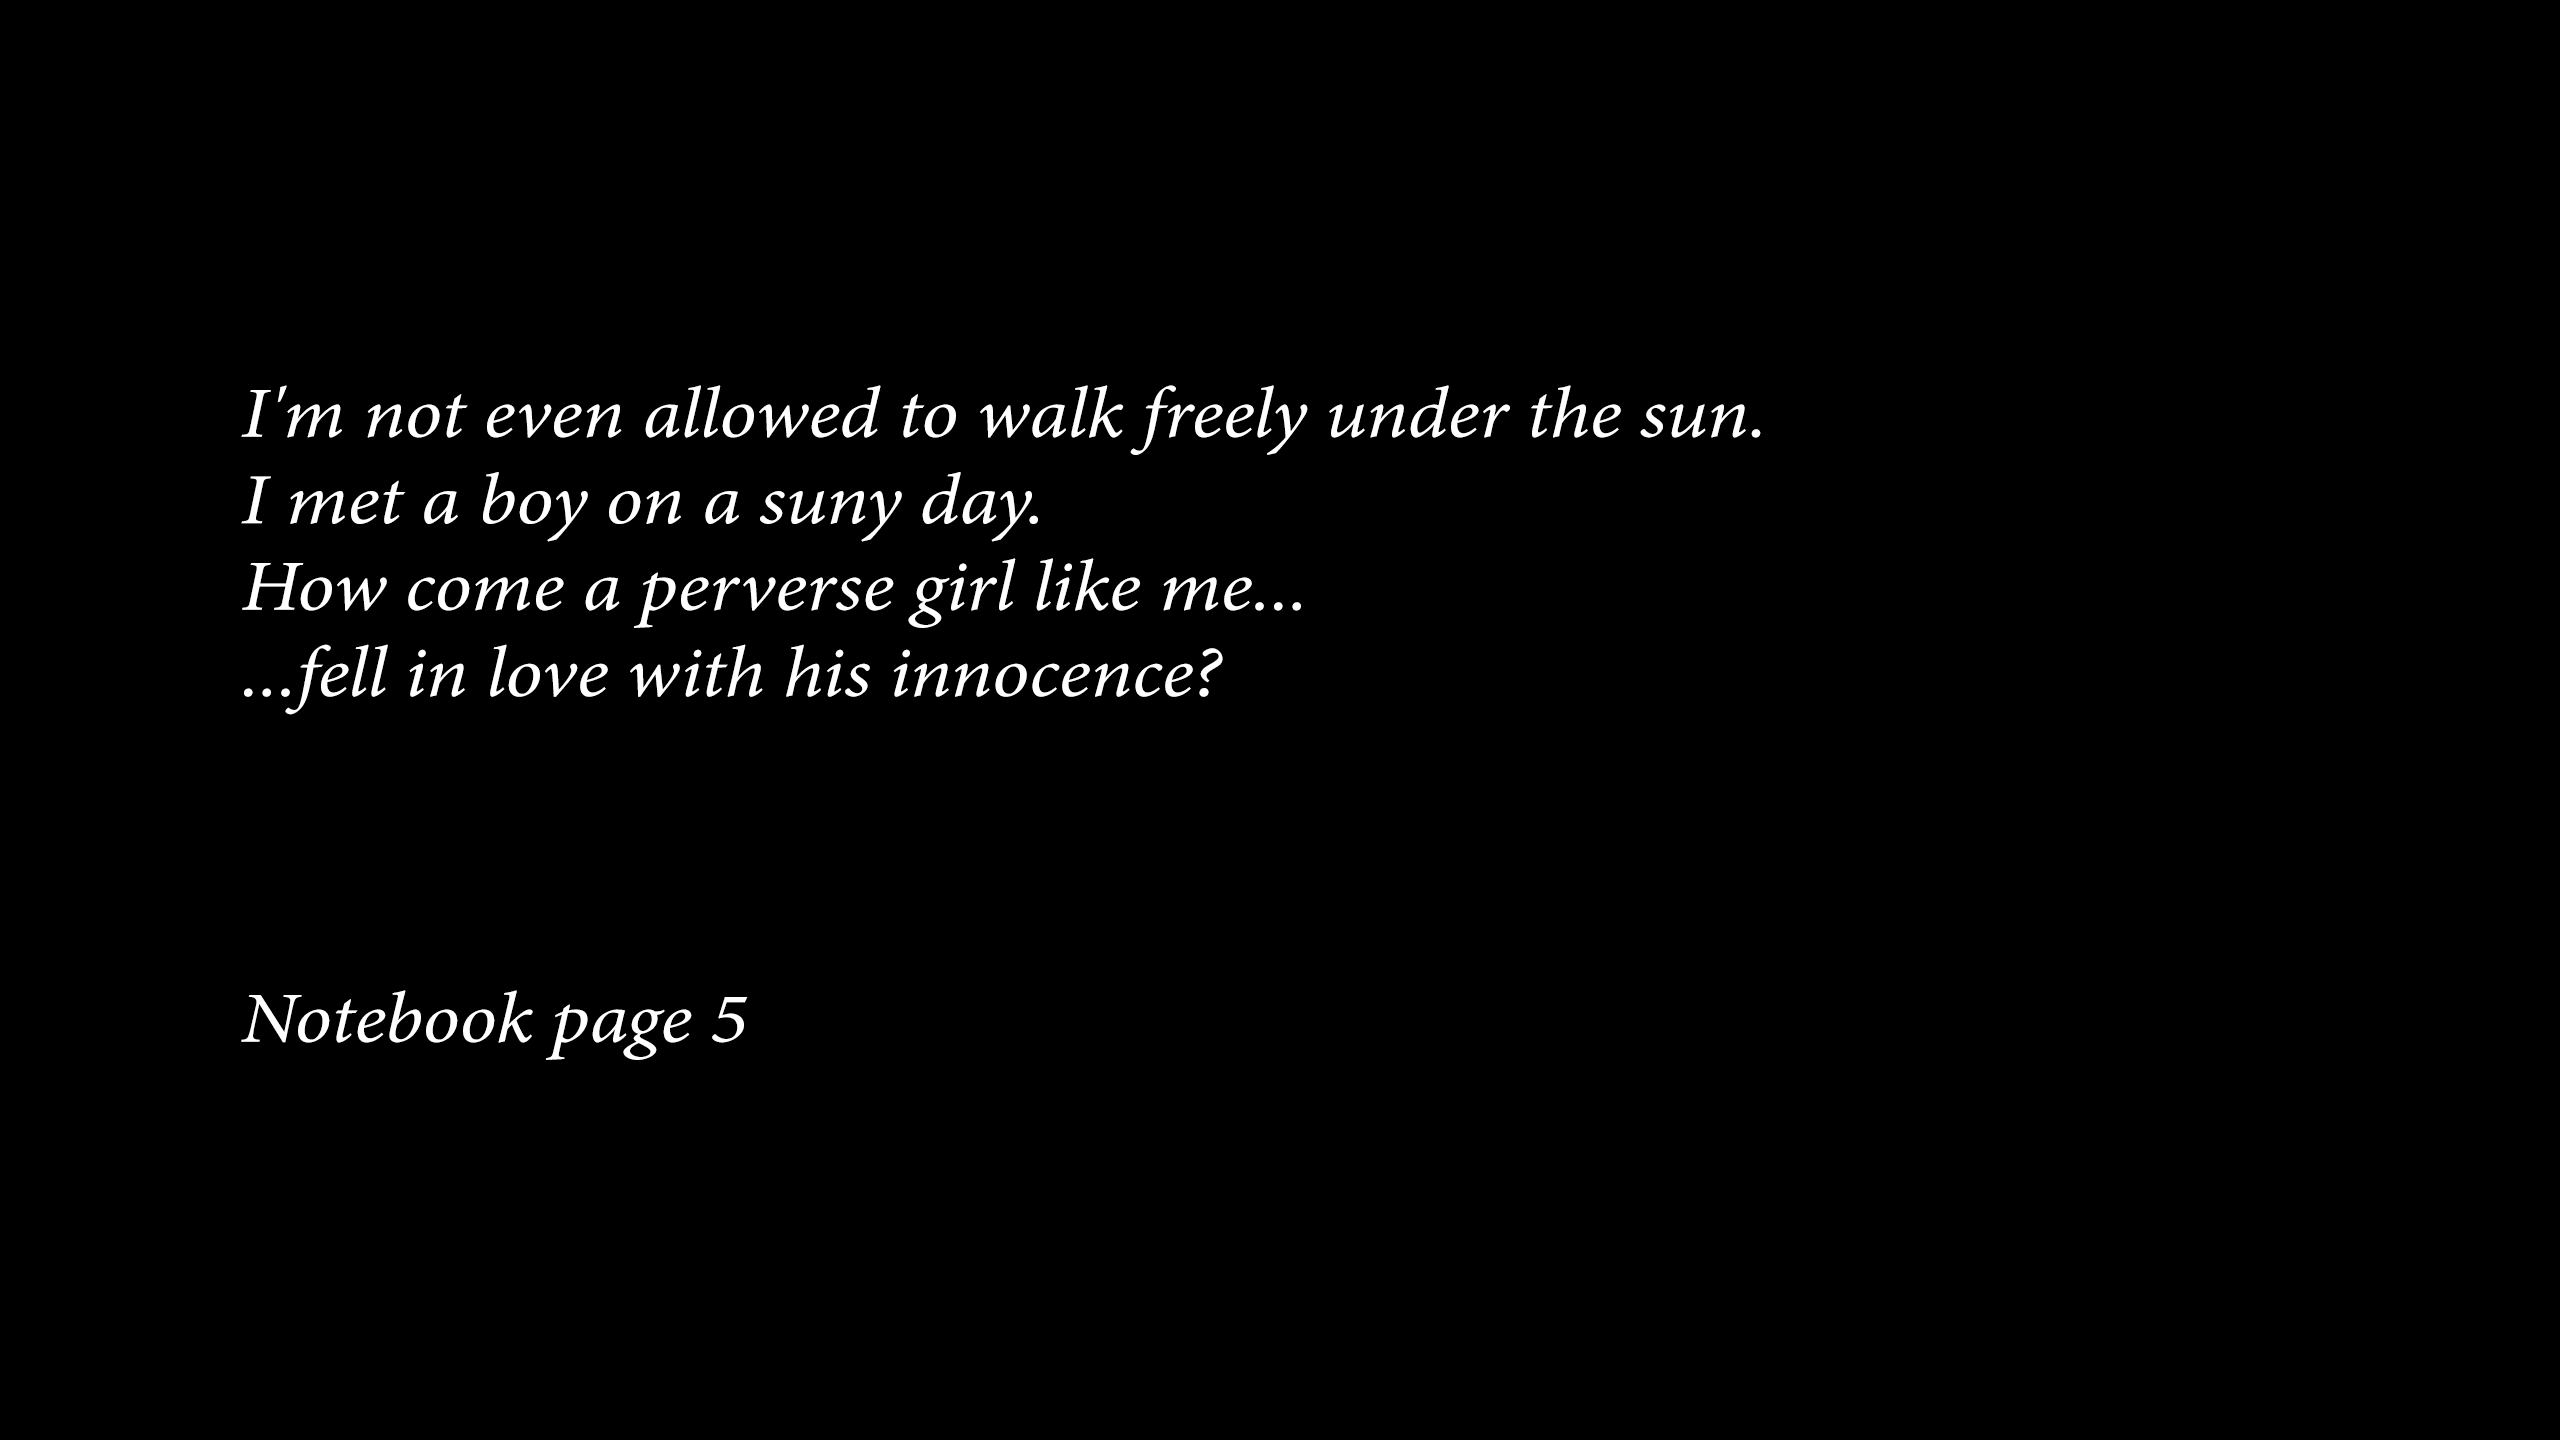 I'm not even allowed to walk freely under the sun.
I met a boy on a suny day.
How come a perverse girl like me...
...fell in love with his innocence?
Notebook page 5